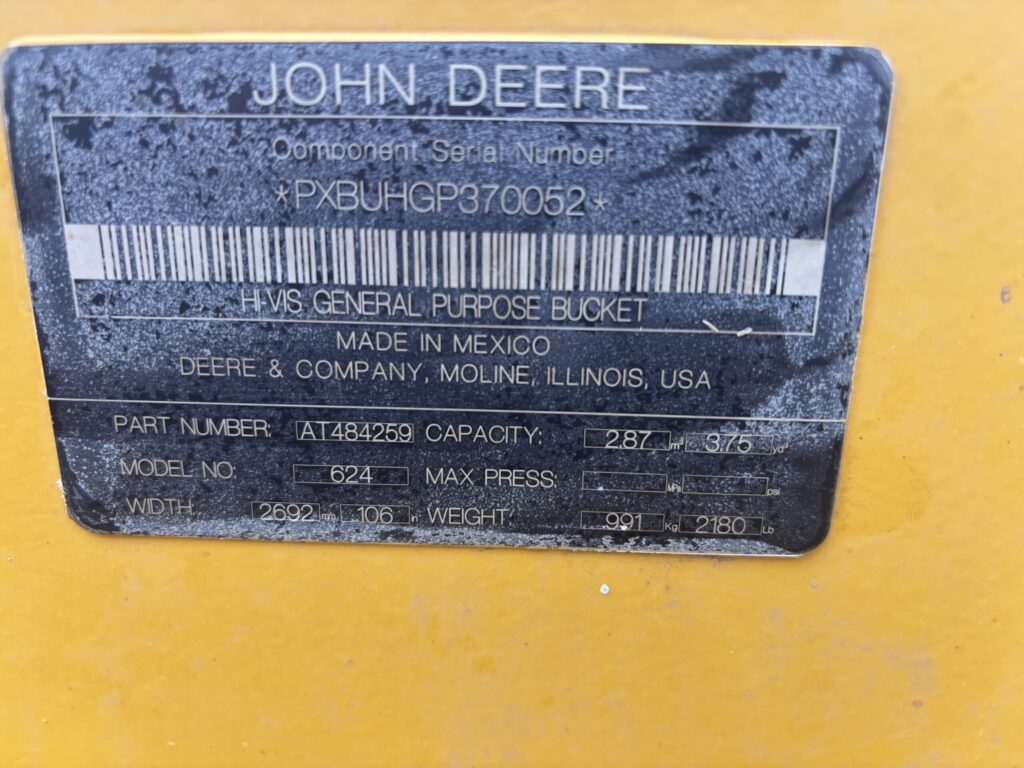 JOHN DEERE
Component Serial Number
*PXBUHGP370052*
HI-VIS GENERAL PURPOSE BUCKET
MADE IN MEXICO
DEERE & COMPANY, MOLINE, ILLINOIS, USA
PART NUMBER: AT484259 CAPACITY: 2.87 m³ 3.75 yd³
MODEL NO: 624 MAX PRESS: MPa psi
WIDTH: 2692 mm 106 in WEIGHT: 991 Kg 2180 Lb